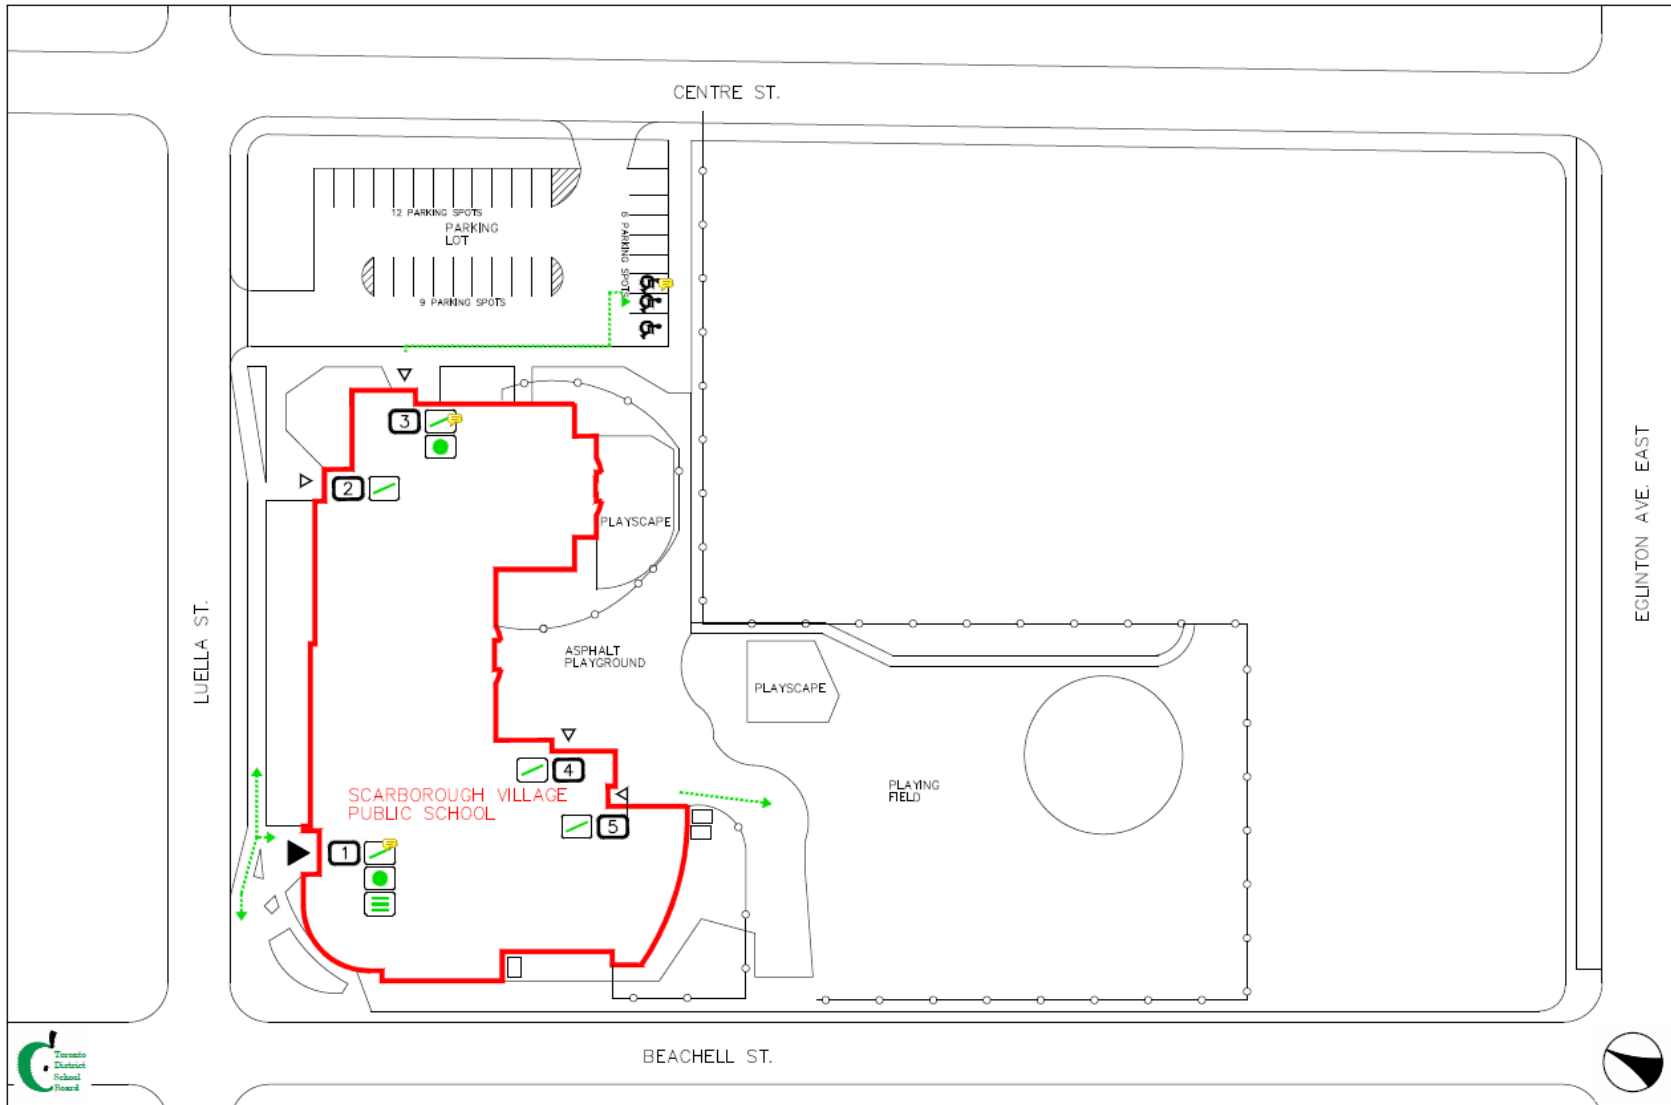 CENTRE ST.
12 PARKING SPOTS
PARKING
LOT
6 PARKING SPOTS
9 PARKING SPOTS
3
2
PLAYSCAPE
EGLINTON AVE. EAST
LUELLA ST.
ASPHALT
PLAYGROUND
PLAYSCAPE
4
SCARBOROUGH VILLAGE
PUBLIC SCHOOL
PLAYING
FIELD
5
1
BEACHELL ST.
Toronto
District
School
Board